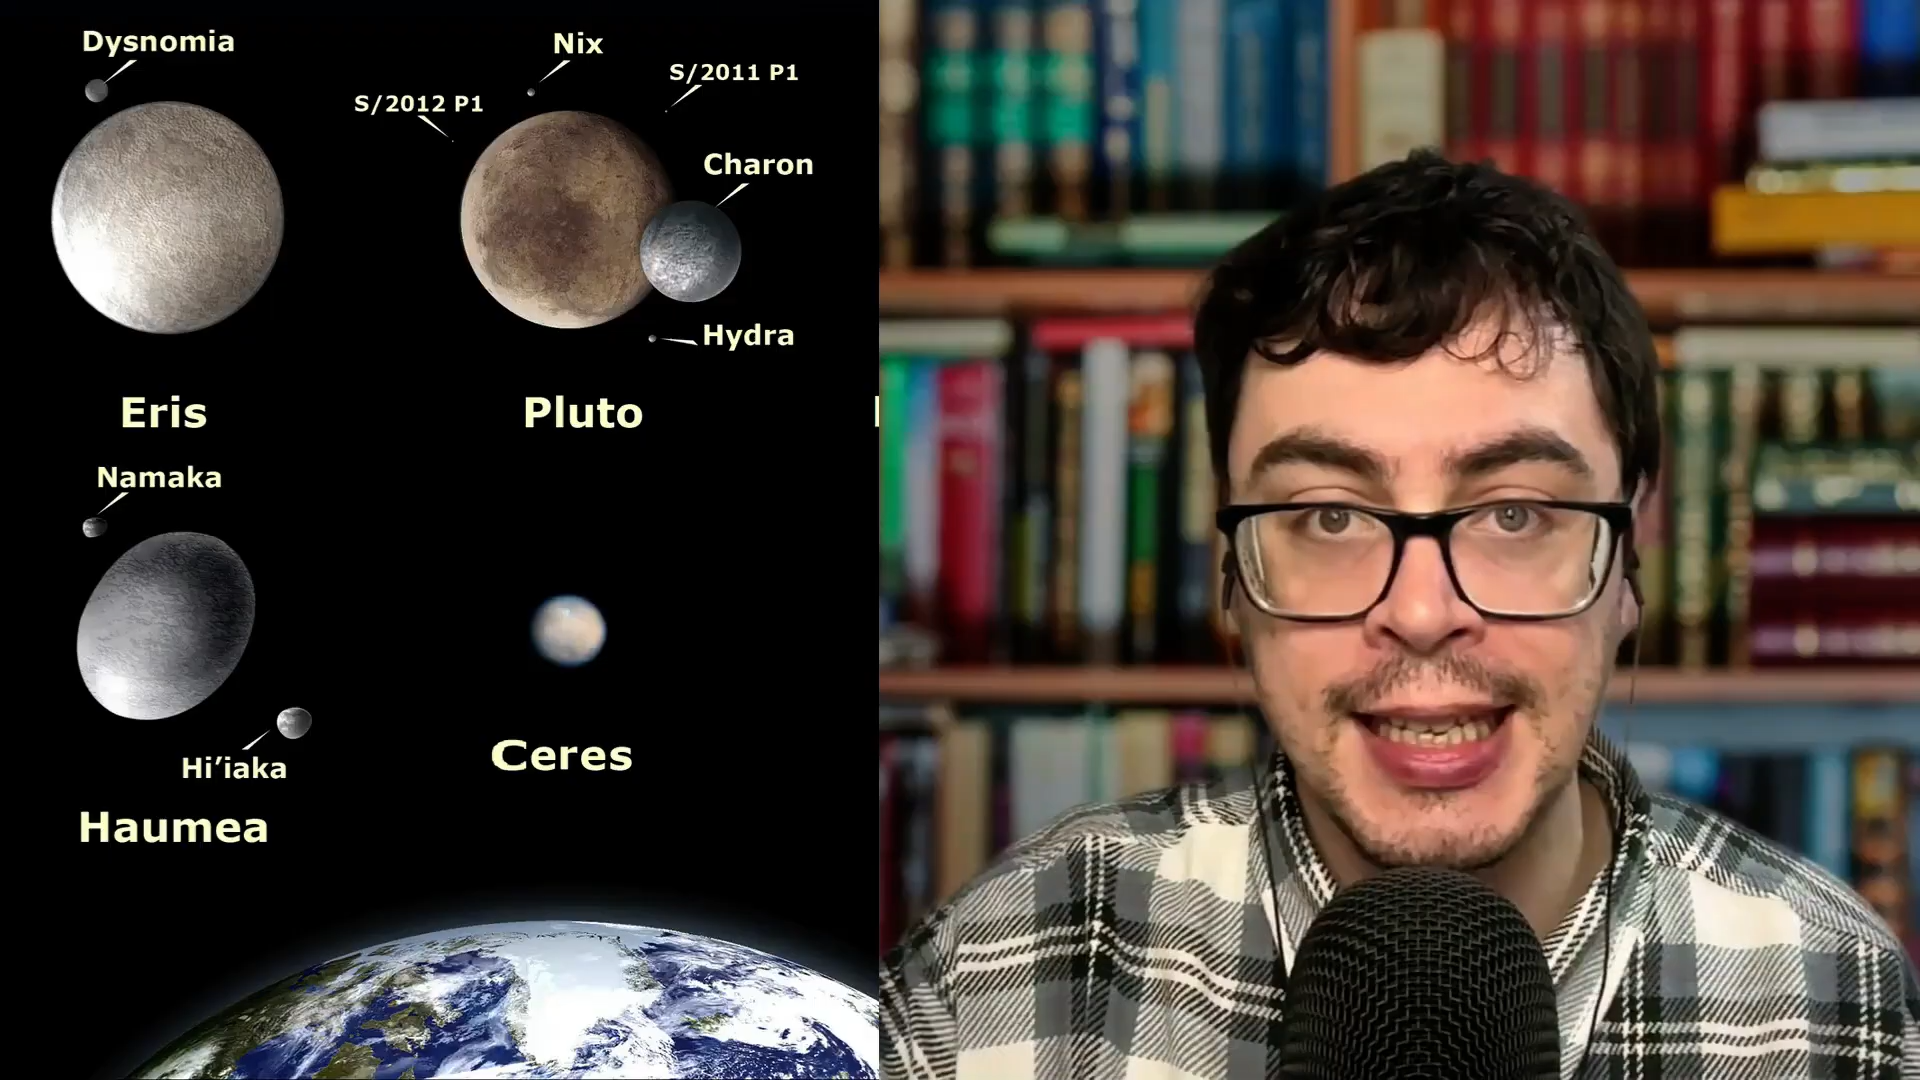 Dysnomia
Nix
S/2011 P1
S/2012 P1
Charon
Hydra
Eris
Pluto
Namaka
Hi’iaka
Ceres
Haumea